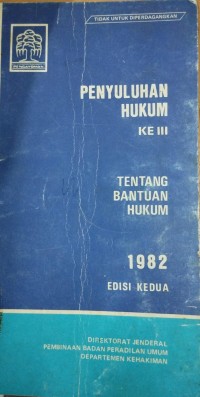 TIDAK UNTUK DIPERDAGANGKAN
PENGAYOMAN
PENYULUHAN
HUKUM
KE III
TENTANG
BANTUAN
HUKUM
1982
EDISI KEDUA
DIREKTORAT JENDERAL
PEMBINAAN BADAN PERADILAN UMUM
DEPARTEMEN KEHAKIMAN